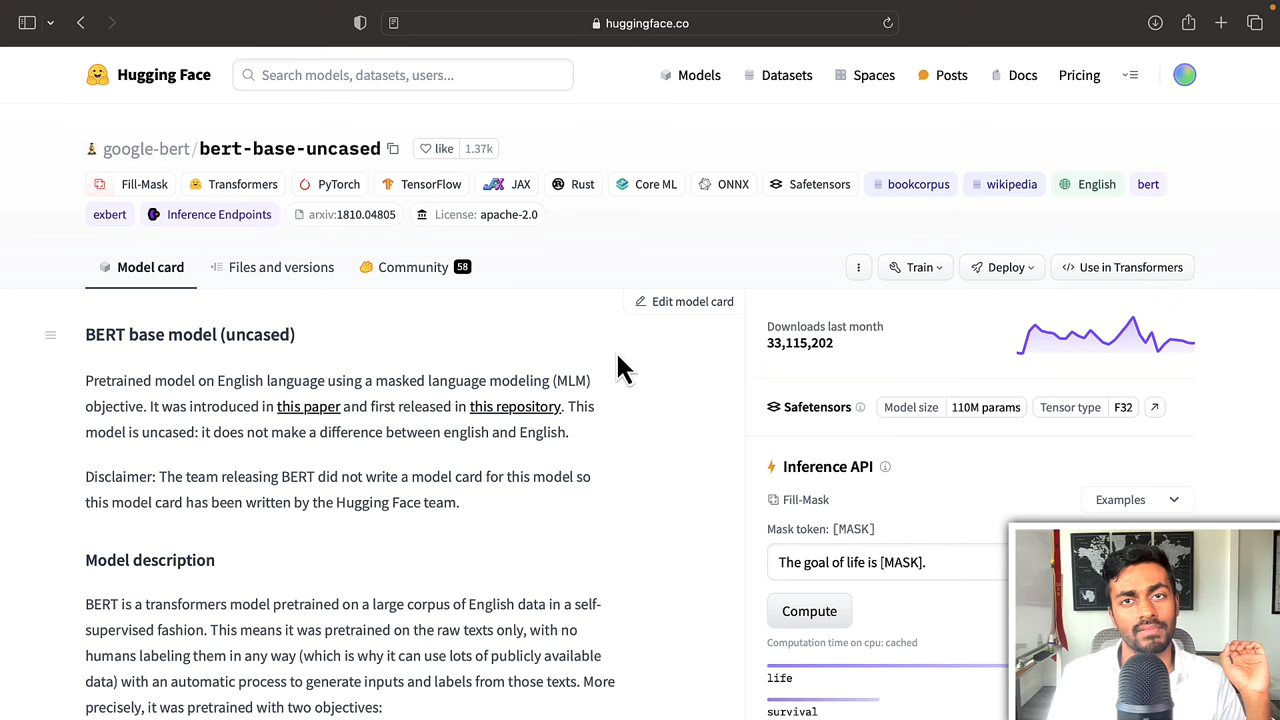 huggingface.co
Hugging Face
Search models, datasets, users...
Models
Datasets
Spaces
Posts
Docs
Pricing
google-bert/bert-base-uncased
like 1.37k
Fill-Mask
Transformers
PyTorch
TensorFlow
JAX
Rust
Core ML
ONNX
Safetensors
bookcorpus
wikipedia
English
bert
exbert
Inference Endpoints
arxiv:1810.04805
License: apache-2.0
Model card
Files and versions
Community 58
Train
Deploy
Use in Transformers
Edit model card
BERT base model (uncased)
Pretrained model on English language using a masked language modeling (MLM)
objective. It was introduced in this paper and first released in this repository. This
model is uncased: it does not make a difference between english and English.
Disclaimer: The team releasing BERT did not write a model card for this model so
this model card has been written by the Hugging Face team.
Model description
BERT is a transformers model pretrained on a large corpus of English data in a self-
supervised fashion. This means it was pretrained on the raw texts only, with no
humans labeling them in any way (which is why it can use lots of publicly available
data) with an automatic process to generate inputs and labels from those texts. More
precisely, it was pretrained with two objectives:
Downloads last month
33,115,202
Safetensors
Model size 110M params
Tensor type F32
Inference API
Fill-Mask
Examples
Mask token: [MASK]
The goal of life is [MASK].
Compute
Computation time on cpu: cached
life
survival